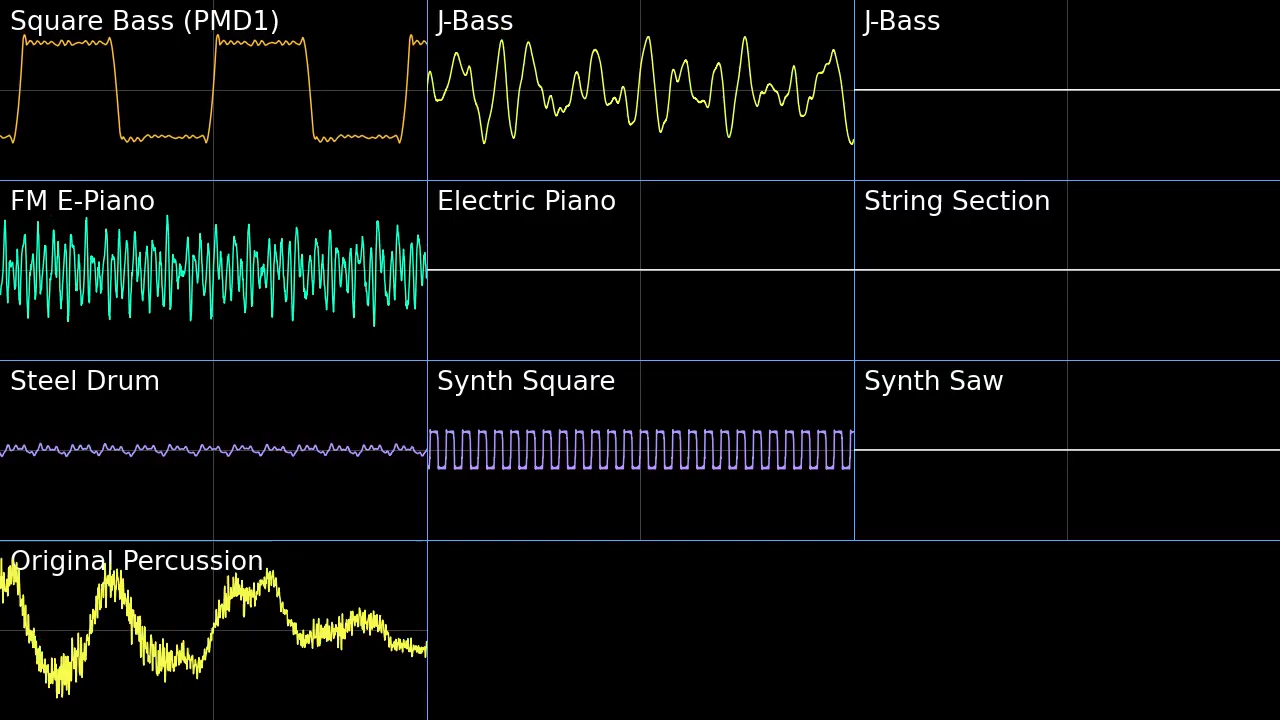 Square Bass (PMD1)
J-Bass
J-Bass
FM E-Piano
Electric Piano
String Section
Steel Drum
Synth Square
Synth Saw
Original Percussion